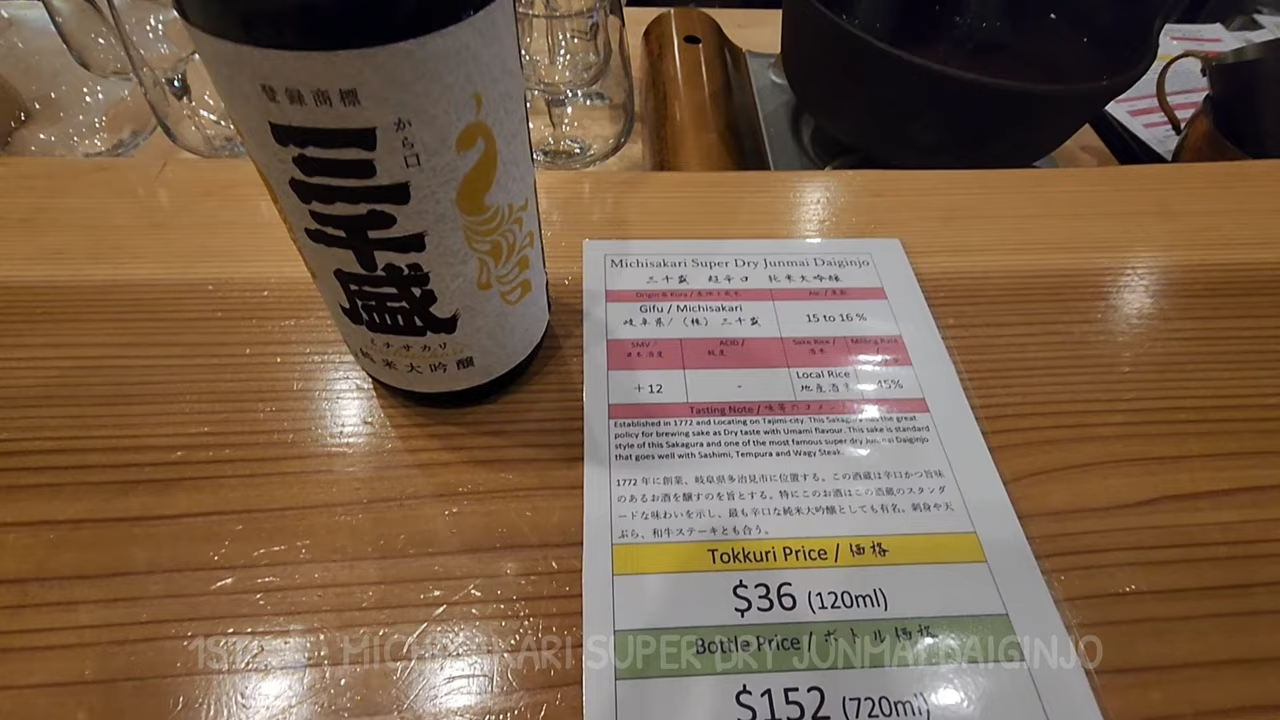 登録商標
から口
三千盛
ミチサカリ
純米大吟醸
Michisakari Super Dry Junmai Daiginjo
三千盛 超辛口 純米大吟醸
Origin & Kura /
Alc /
Gifu / Michisakari
岐阜県/（株）三千盛
15 to 16 %
SMV /
日本酒度
ACID /
酸度
Sake Rice /
酒米
Milling Rate /
+12
-
Local Rice
地産酒米
45%
Tasting Note / 味等のコメント
Established in 1772 and Locating on Tajimi-city. This Sakagura has the great
policy for brewing sake as Dry taste with Umami flavour. This sake is standard
style of this Sakagura and one of the most famous super dry Junmai Daiginjo
that goes well with Sashimi, Tempura and Wagy Steak.
1772 年に創業、岐阜県多治見市に位置する。この酒蔵は辛口かつ旨味
のあるお酒を醸すのを旨とする。特にこのお酒はこの酒蔵のスタンダ
ードな味わいを示し、最も辛口な純米大吟醸としても有名。刺身や天
ぷら、和牛ステーキとも合う。
Tokkuri Price / 価格
$36 (120ml)
Bottle Price / ボトル価格
$152 (720ml)
MICHISAKARI SUPER DRY JUNMAI DAIGINJO